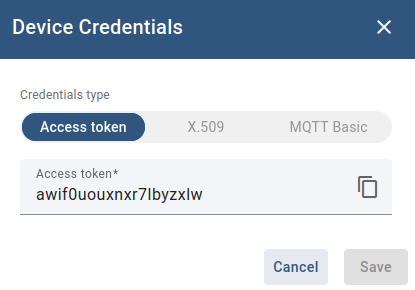 Device Credentials
Credentials type
Access token X.509 MQTT Basic
Access token*
awif0uouxnxr7lbyzxlw
Cancel Save